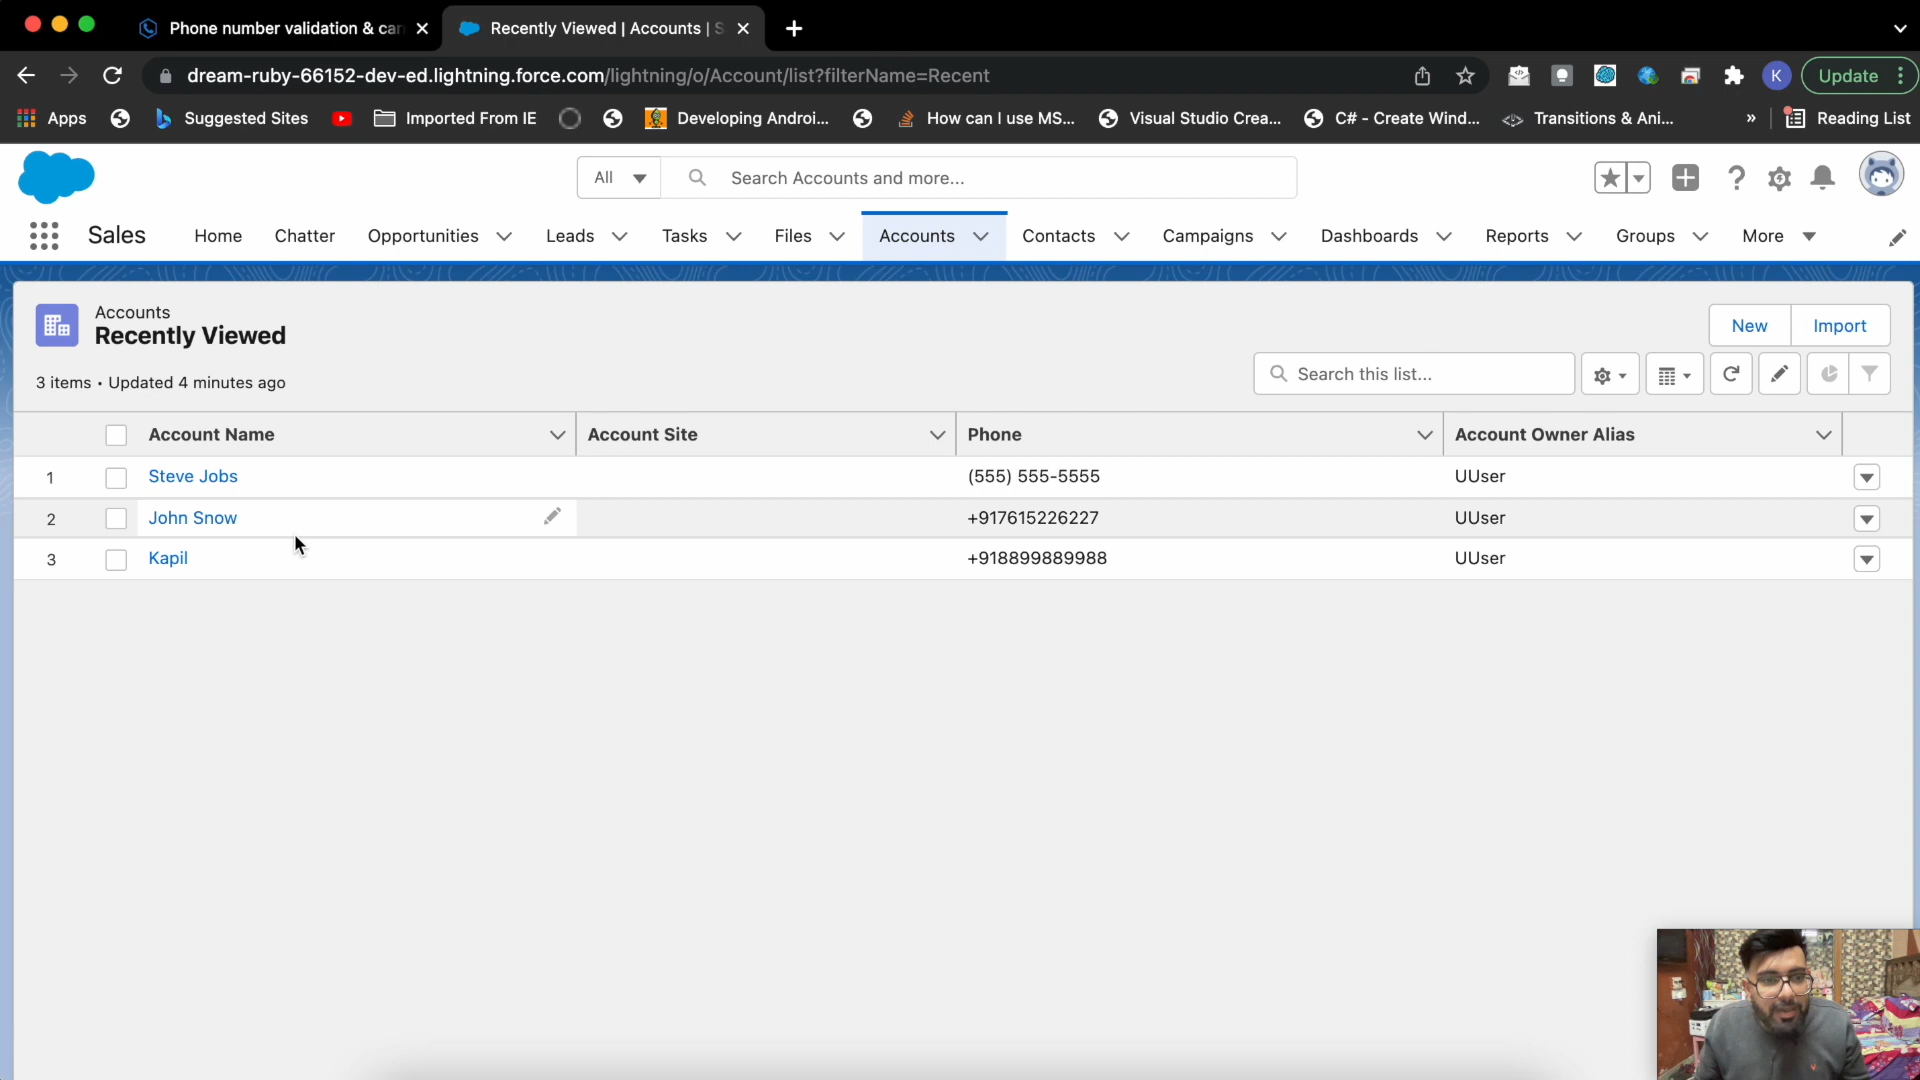 Phone number validation & car
Recently Viewed | Accounts | S
dream-ruby-66152-dev-ed.lightning.force.com/lightning/o/Account/list?filterName=Recent
K
Update
Apps
Suggested Sites
Imported From IE
Developing Androi...
How can I use MS...
Visual Studio Crea...
C# - Create Wind...
Transitions & Ani...
»
Reading List
All
Search Accounts and more...
Sales
Home
Chatter
Opportunities
Leads
Tasks
Files
Accounts
Contacts
Campaigns
Dashboards
Reports
Groups
More
Accounts
Recently Viewed
New
Import
3 items • Updated 4 minutes ago
Search this list...
Account Name
Account Site
Phone
Account Owner Alias
1 Steve Jobs (555) 555-5555 UUser
2 John Snow +917615226227 UUser
3 Kapil +918899889988 UUser